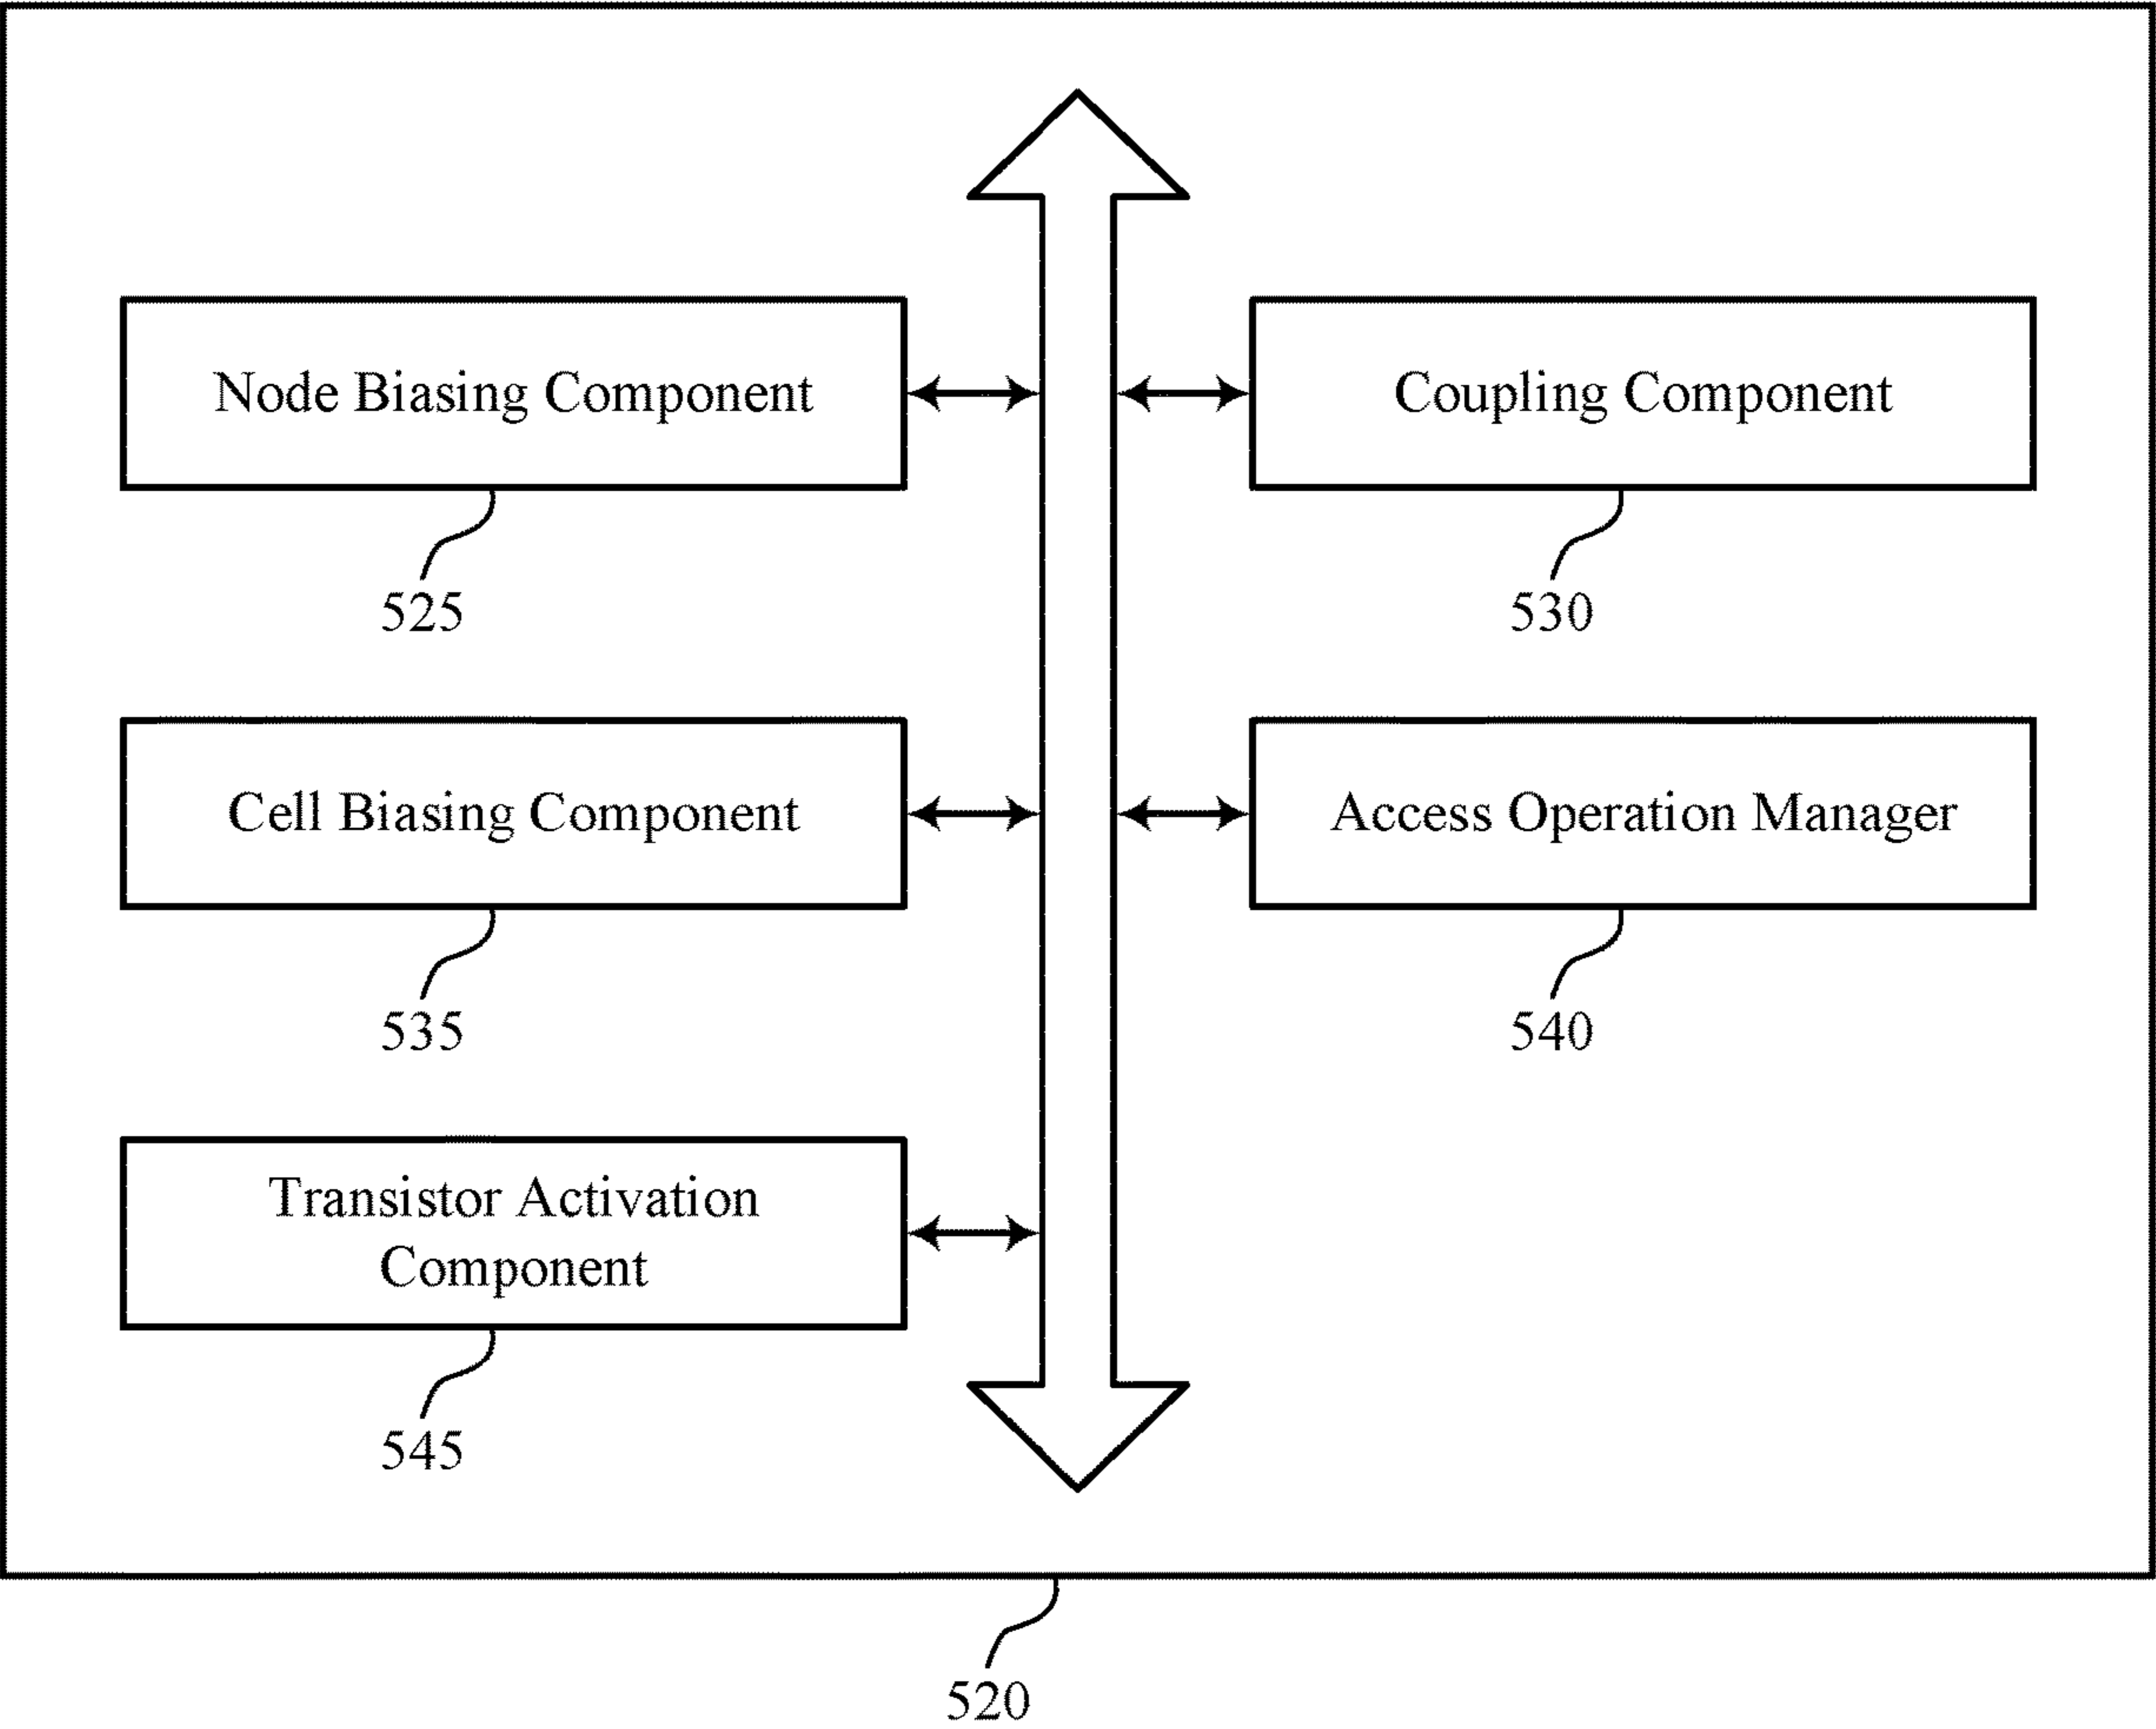 Node Biasing Component
Coupling Component
525
530
Cell Biasing Component
Access Operation Manager
535
540
Transistor Activation
Component
545
520